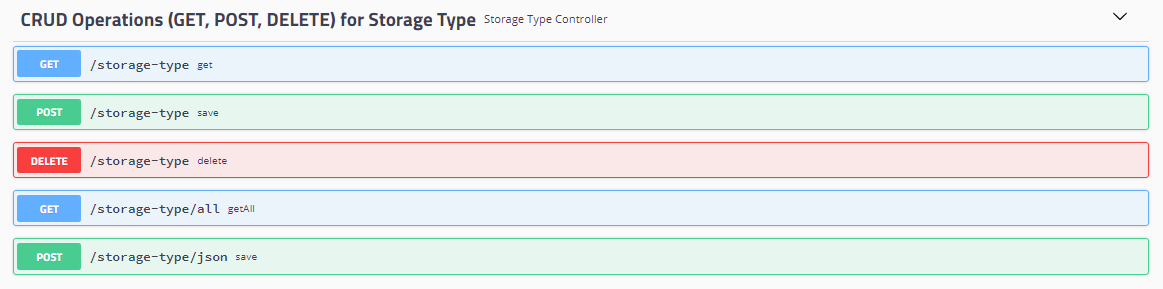 CRUD Operations (GET, POST, DELETE) for Storage Type Storage Type Controller
GET /storage-type get
POST /storage-type save
DELETE /storage-type delete
GET /storage-type/all getAll
POST /storage-type/json save